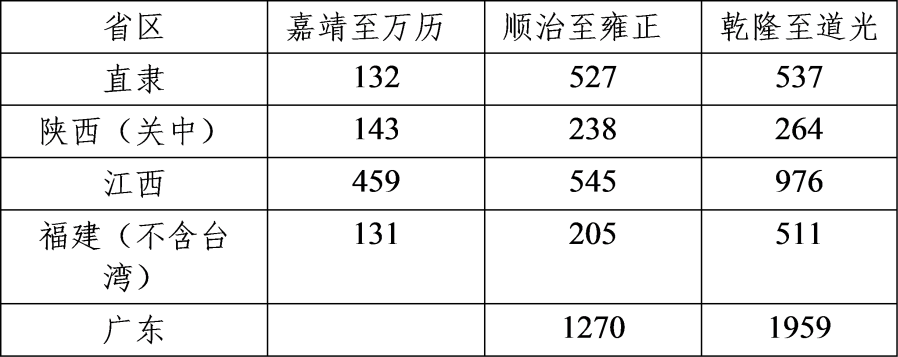 省区 嘉靖至万历 顺治至雍正 乾隆至道光
直隶 132 527 537
陕西（关中） 143 238 264
江西 459 545 976
福建（不含台 131 205 511
湾）
广东 1270 1959